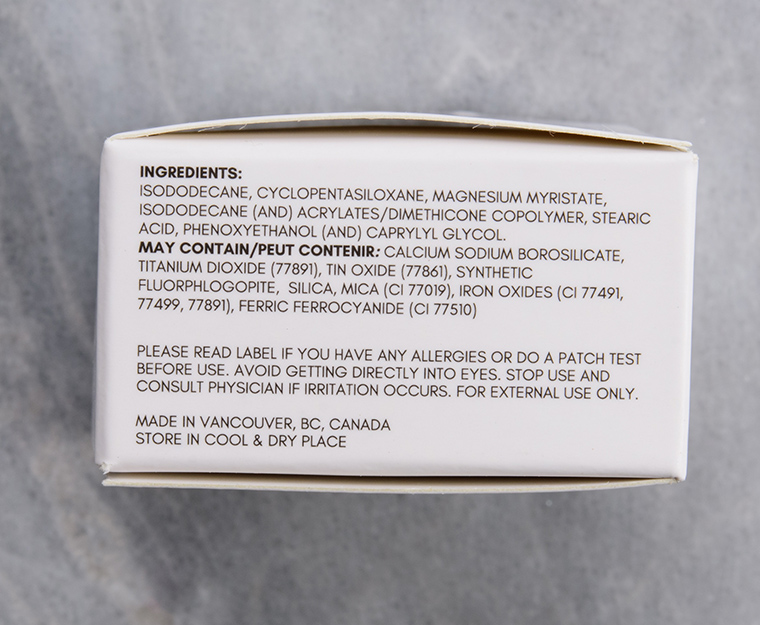 INGREDIENTS:
ISODODECANE, CYCLOPENTASILOXANE, MAGNESIUM MYRISTATE,
ISODODECANE (AND) ACRYLATES/DIMETHICONE COPOLYMER, STEARIC
ACID, PHENOXYETHANOL (AND) CAPRYLYL GLYCOL.
MAY CONTAIN/PEUT CONTENIR: CALCIUM SODIUM BOROSILICATE,
TITANIUM DIOXIDE (77891), TIN OXIDE (77861), SYNTHETIC
FLUORPHLOGOPITE, SILICA, MICA (CI 77019), IRON OXIDES (CI 77491,
77499, 77891), FERRIC FERROCYANIDE (CI 77510)
PLEASE READ LABEL IF YOU HAVE ANY ALLERGIES OR DO A PATCH TEST
BEFORE USE. AVOID GETTING DIRECTLY INTO EYES. STOP USE AND
CONSULT PHYSICIAN IF IRRITATION OCCURS. FOR EXTERNAL USE ONLY.
MADE IN VANCOUVER, BC, CANADA
STORE IN COOL & DRY PLACE